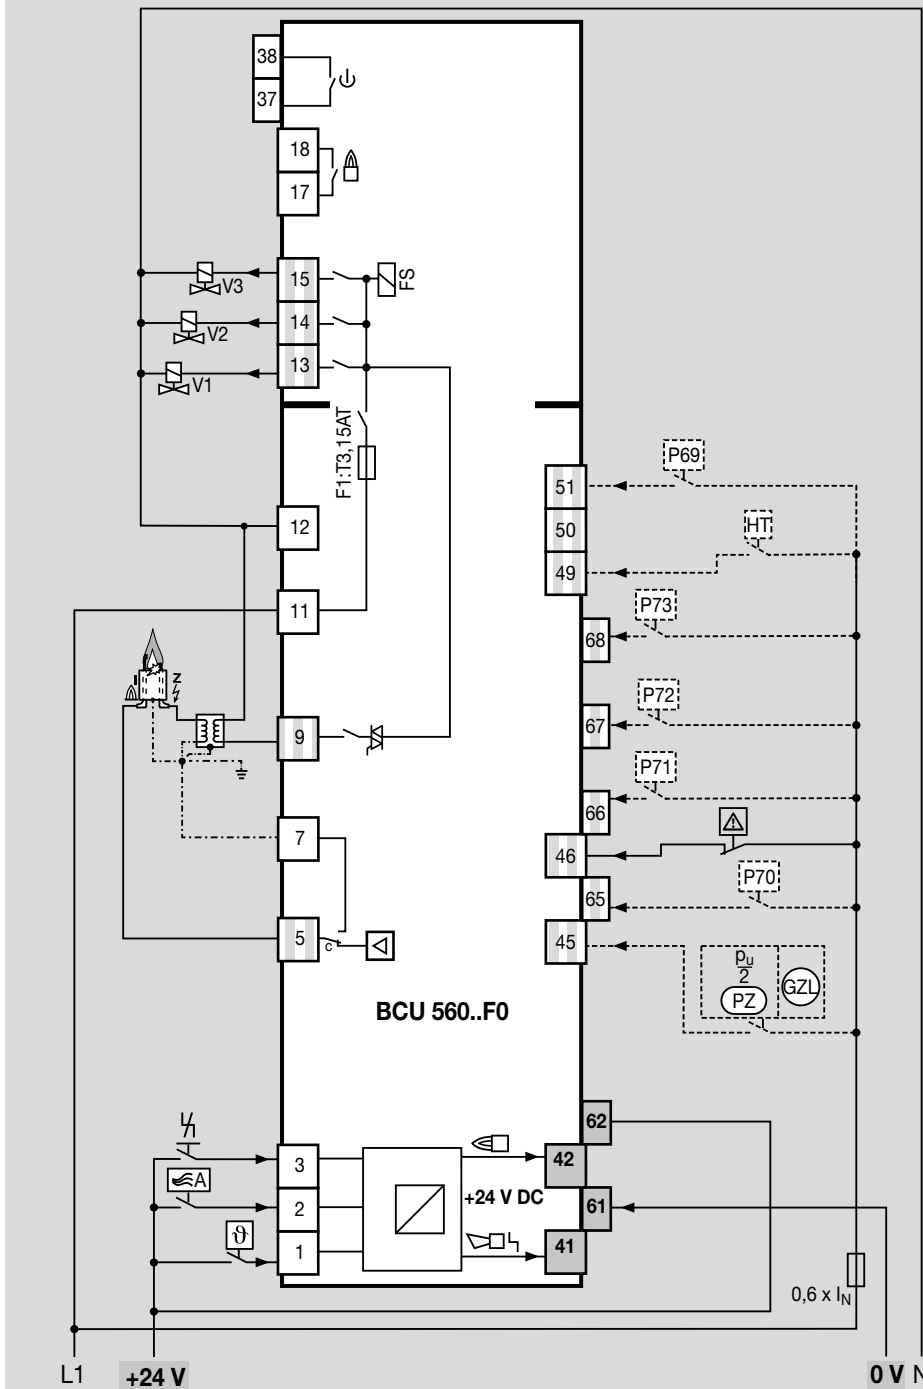 38
37
18
17
15
V3
FS
14
V2
13
V1
F1:T3,15AT
P69
51
50
HT
12
49
11
P73
68
I
Z
P72
67
9
P71
66
7
46
P70
65
5
c
45
pu
2
PZ
GZL
BCU 560..F0
62
3
42
A
2
+24 V DC
61
ϑ
1
41
0,6 x IN
L1
+24 V
0 V
N